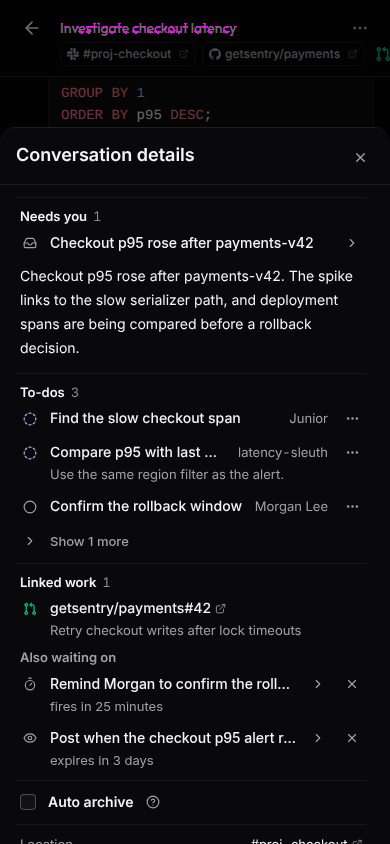 Investigate checkout latency
#proj-checkout
getsentry/payments
GROUP BY 1
ORDER BY p95 DESC;
Conversation details
Needs you 1
Checkout p95 rose after payments-v42
Checkout p95 rose after payments-v42. The spike
links to the slow serializer path, and deployment
spans are being compared before a rollback
decision.
To-dos 3
Find the slow checkout span Junior
Compare p95 with last ... latency-sleuth
Use the same region filter as the alert.
Confirm the rollback window Morgan Lee
Show 1 more
Linked work 1
getsentry/payments#42
Retry checkout writes after lock timeouts
Also waiting on
Remind Morgan to confirm the roll...
fires in 25 minutes
Post when the checkout p95 alert r...
expires in 3 days
Auto archive
Location #proj-checkout